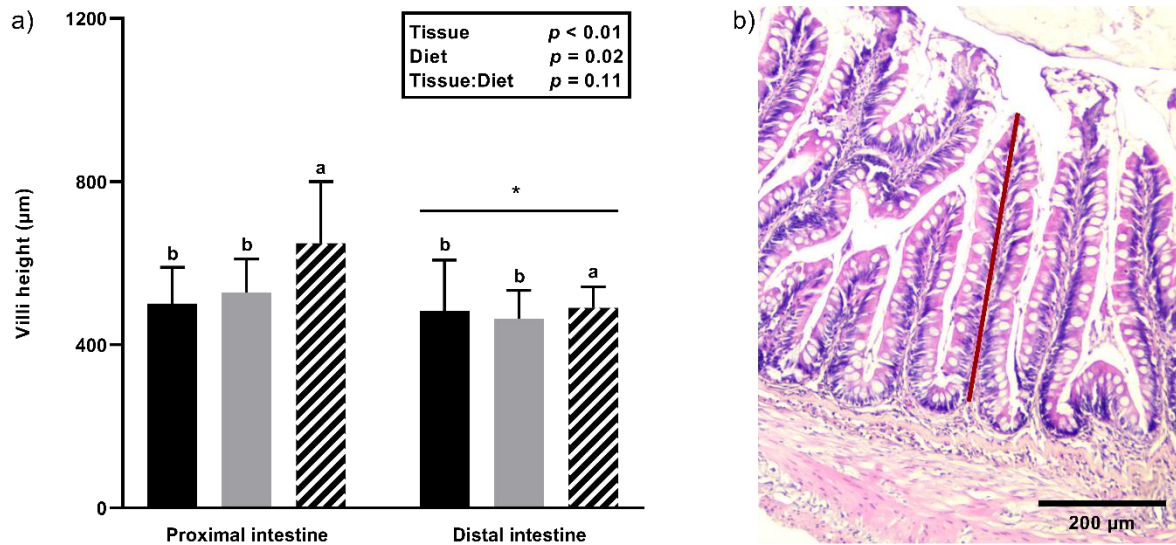 a)
1200
800
400
0
Villi height (µm)
Tissue p < 0.01
Diet p = 0.02
Tissue:Diet p = 0.11
b
b
a
*
b
b
a
Proximal intestine
Distal intestine
b)
200 µm